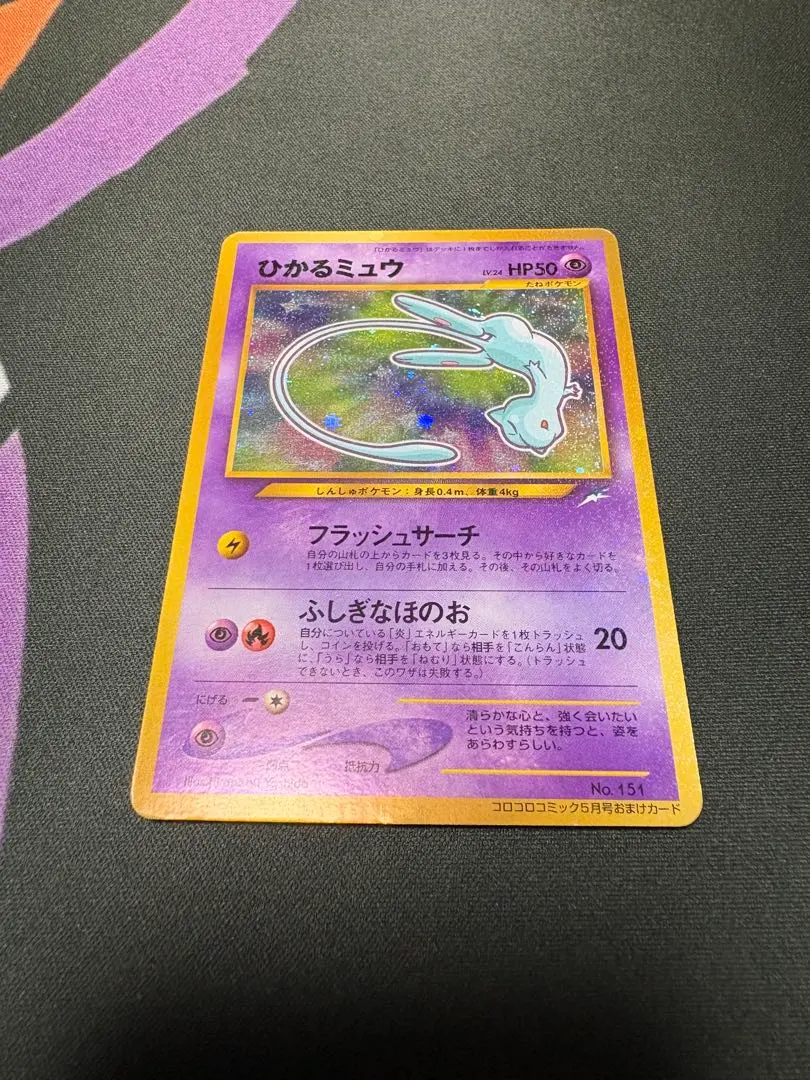 「ひかるミュウ」はデッキに1枚までしか入れることができません。
ひかるミュウ
LV.24 HP50
たねポケモン
しんしゅポケモン：身長0.4m、体重4kg
フラッシュサーチ
自分の山札の上からカードを3枚見る。その中から好きなカードを
1枚選び出し、自分の手札に加える。その後、その山札をよく切る。
ふしぎなほのお
自分についている「炎」エネルギーカードを1枚トラッシュ
し、コインを投げる。「おもて」なら相手を「こんらん」状態
に、「うら」なら相手を「ねむり」状態にする。（トラッシュ
できないとき、このワザは失敗する。）
20
にげる
清らかな心と、強く会いたい
という気持ちを持つと、姿を
あらわすらしい。
弱点
抵抗力
No. 151
コロコロコミック5月号おまけカード